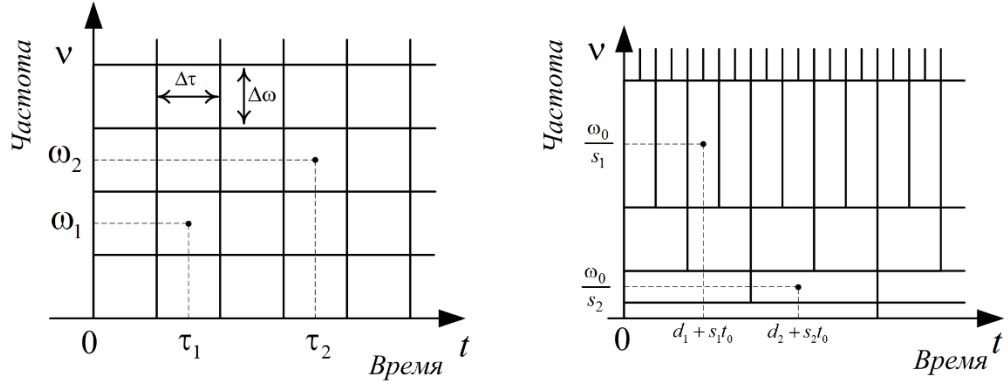 ν
Частота
Δτ
Δω
ω₂
ω₁
0
τ₁
τ₂
t
Время
ν
Частота
ω₀/s₁
ω₀/s₂
0
d₁ + s₁t₀
d₂ + s₂t₀
t
Время